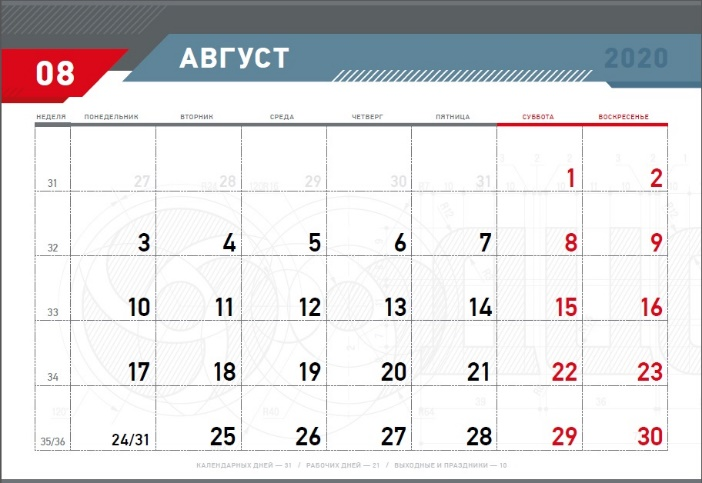 08
АВГУСТ
2020
НЕДЕЛЯ ПОНЕДЕЛЬНИК ВТОРНИК СРЕДА ЧЕТВЕРГ ПЯТНИЦА СУББОТА ВОСКРЕСЕНЬЕ
31 27 28 29 30 31 1 2
32 3 4 5 6 7 8 9
33 10 11 12 13 14 15 16
34 17 18 19 20 21 22 23
35/36 24/31 25 26 27 28 29 30
КАЛЕНДАРНЫХ ДНЕЙ — 31 / РАБОЧИХ ДНЕЙ — 21 / ВЫХОДНЫЕ И ПРАЗДНИКИ — 10